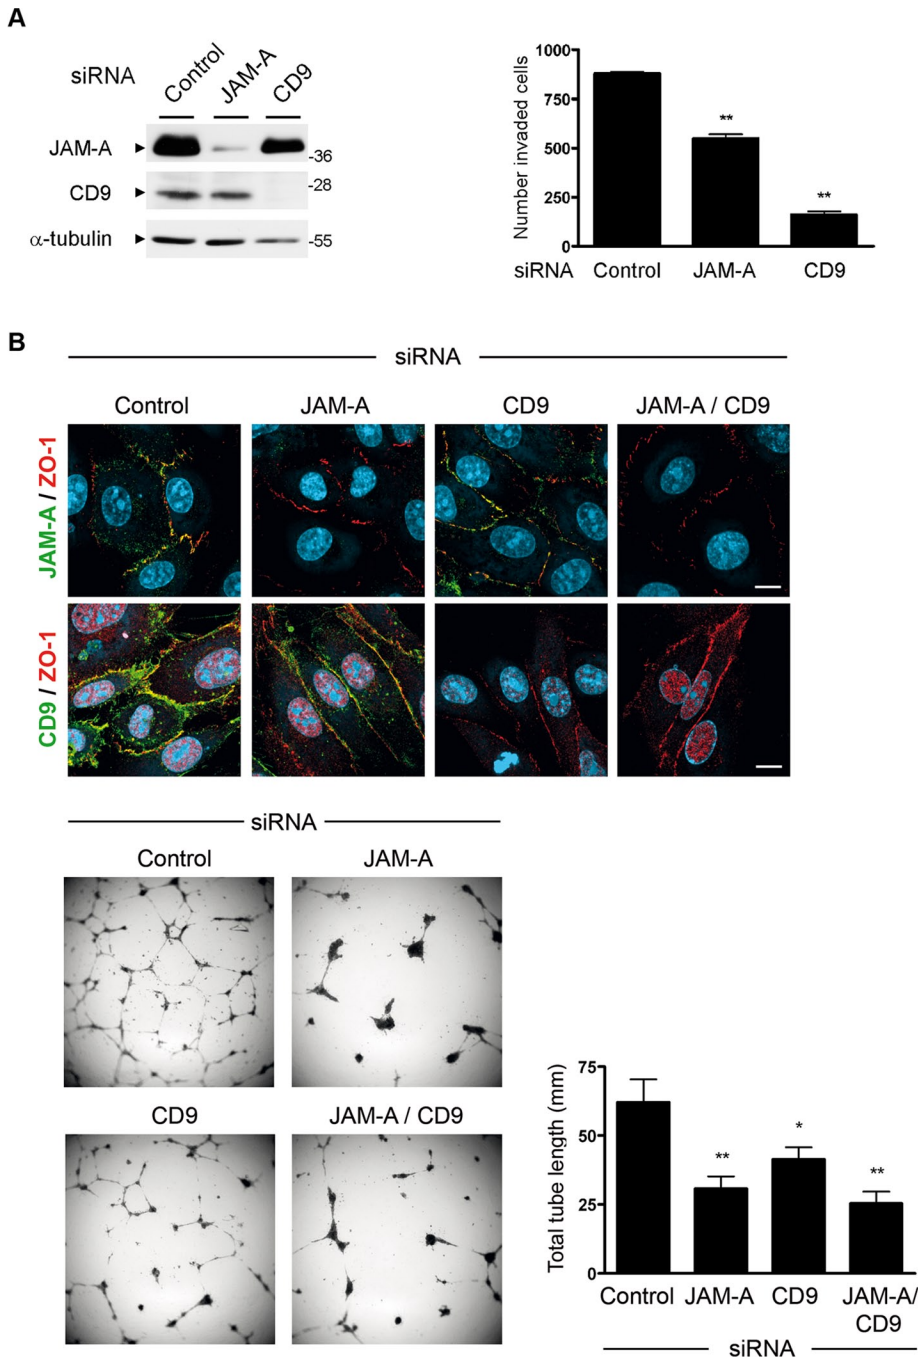 A
siRNA
Control
JAM-A
CD9
JAM-A
-36
CD9
-28
α-tubulin
-55
Number invaded cells
1000
750
500
250
0
**
**
siRNA Control JAM-A CD9
B
siRNA
Control JAM-A CD9 JAM-A / CD9
JAM-A / ZO-1
CD9 / ZO-1
siRNA
Control JAM-A
CD9 JAM-A / CD9
Total tube length (mm)
75
50
25
0
**
*
**
Control JAM-A CD9 JAM-A/
CD9
siRNA